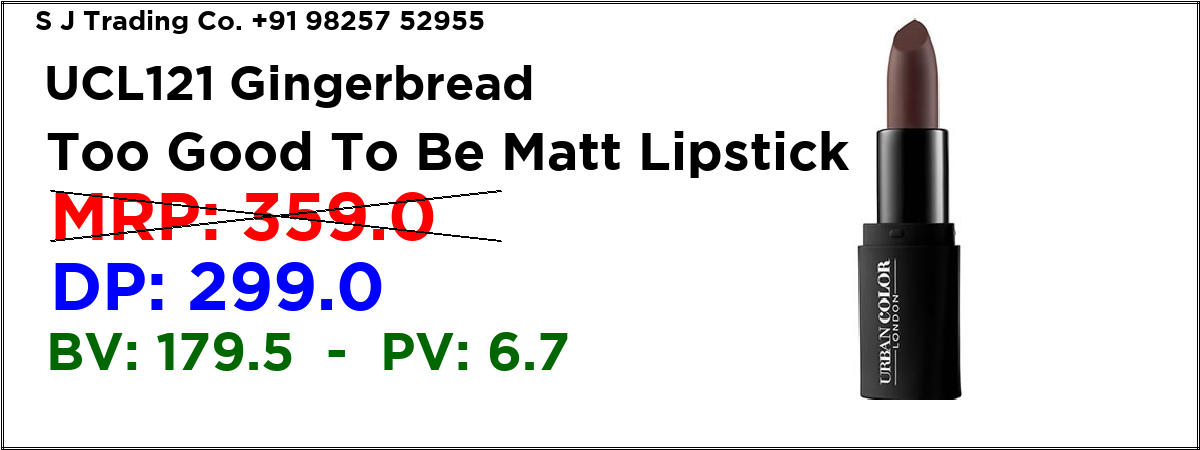 S J Trading Co. +91 98257 52955
UCL121 Gingerbread
Too Good To Be Matt Lipstick
MRP: 359.0
DP: 299.0
BV: 179.5 - PV: 6.7
URBAN COLOR
LONDON